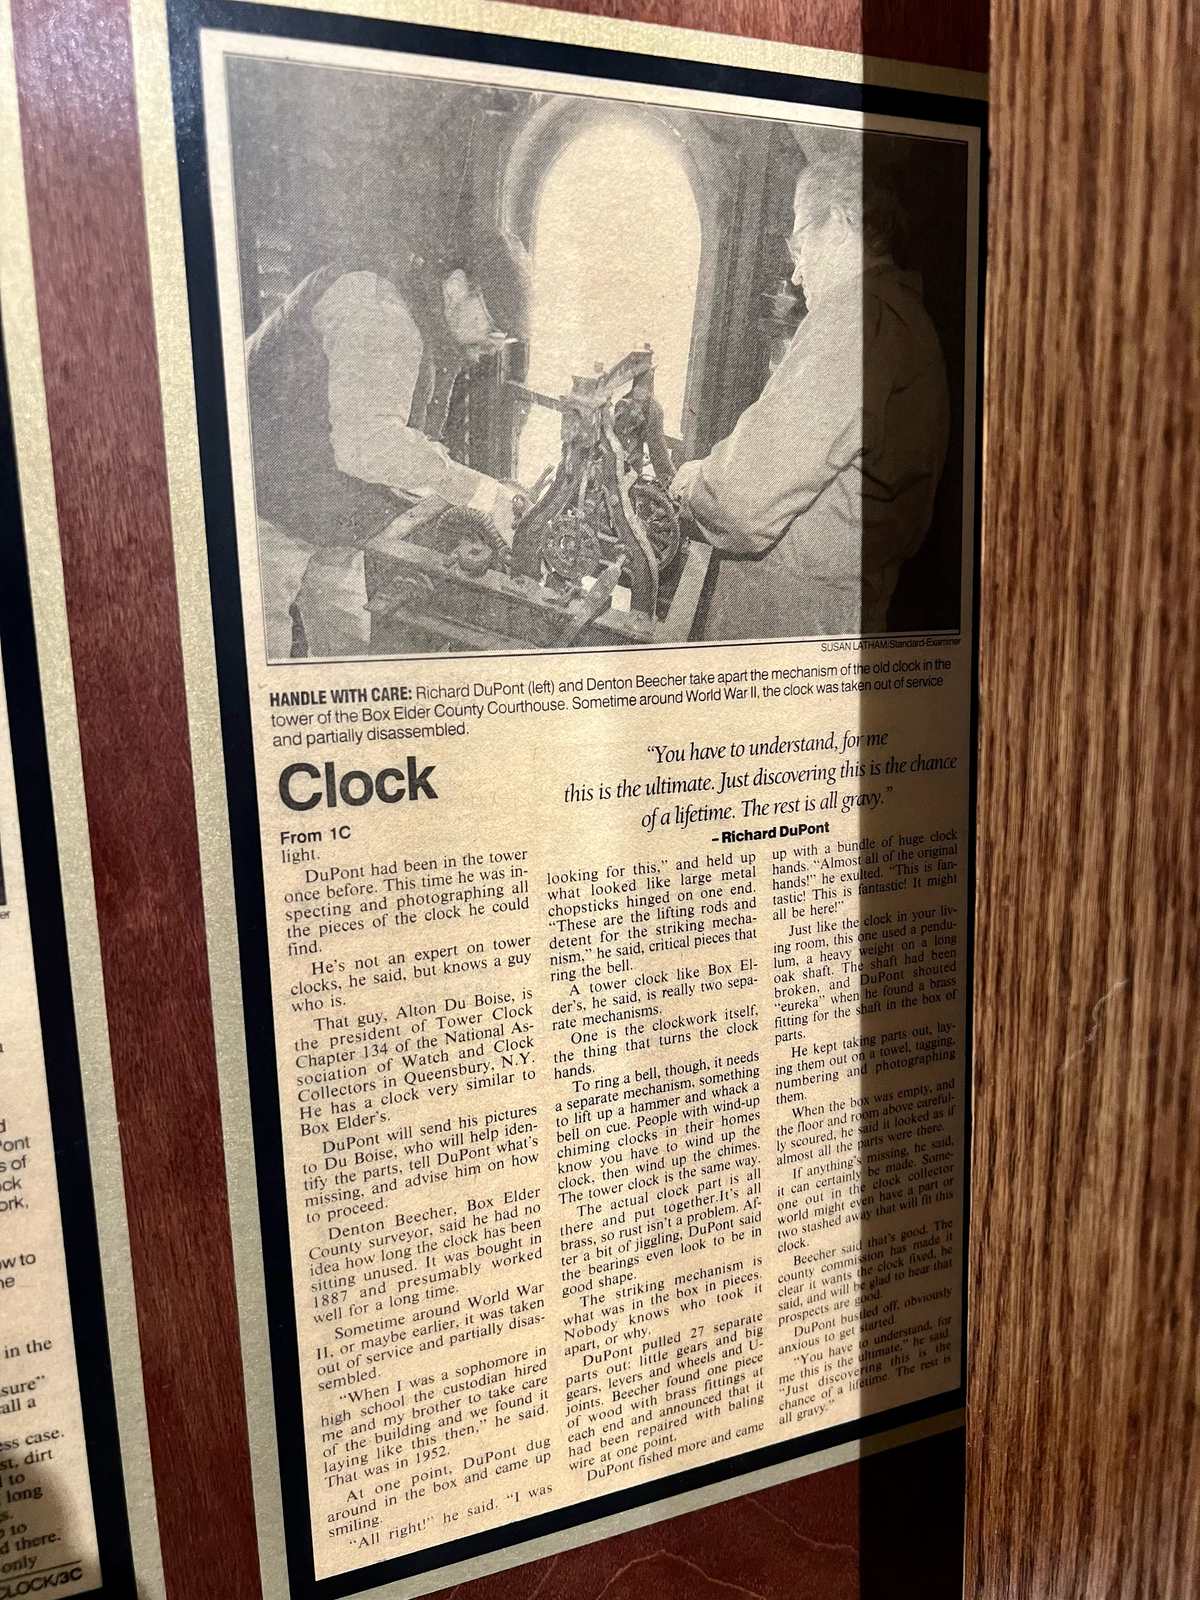 SUSAN LATHAM/Standard-Examiner
HANDLE WITH CARE: Richard DuPont (left) and Denton Beecher take apart the mechanism of the old clock in the
tower of the Box Elder County Courthouse. Sometime around World War II, the clock was taken out of service
and partially disassembled.
Clock
From 1C
"You have to understand, for me
this is the ultimate. Just discovering this is the chance
of a lifetime. The rest is all gravy."
– Richard DuPont
light.
DuPont had been in the tower
once before. This time he was in-
specting and photographing all
the pieces of the clock he could
find.
He's not an expert on tower
clocks, he said, but knows a guy
who is.
That guy, Alton Du Boise, is
the president of Tower Clock
Chapter 134 of the National As-
sociation of Watch and Clock
Collectors in Queensbury, N.Y.
He has a clock very similar to
Box Elder's.
DuPont will send his pictures
to Du Boise, who will help iden-
tify the parts, tell DuPont what's
missing, and advise him on how
to proceed.
Denton Beecher, Box Elder
County surveyor, said he had no
idea how long the clock has been
sitting unused. It was bought in
1887 and presumably worked
well for a long time.
Sometime around World War
II, or maybe earlier, it was taken
out of service and partially disas-
sembled.
"When I was a sophomore in
high school the custodian hired
me and my brother to take care
of the building and we found it
laying like this then," he said.
That was in 1952.
At one point, DuPont dug
around in the box and came up
smiling.
"All right!" he said. "I was
looking for this," and held up
what looked like large metal
chopsticks hinged on one end.
"These are the lifting rods and
detent for the striking mecha-
nism," he said, critical pieces that
ring the bell.
A tower clock like Box El-
der's, he said, is really two sepa-
rate mechanisms.
One is the clockwork itself,
the thing that turns the clock
hands.
To ring a bell, though, it needs
a separate mechanism, something
to lift up a hammer and whack a
bell on cue. People with wind-up
chiming clocks in their homes
know you have to wind up the
clock, then wind up the chimes.
The tower clock is the same way.
The actual clock part is all
there and put together.It's all
brass, so rust isn't a problem. Af-
ter a bit of jiggling, DuPont said
the bearings even look to be in
good shape.
The striking mechanism is
what was in the box in pieces.
Nobody knows who took it
apart, or why.
DuPont pulled 27 separate
parts out: little gears and big
gears, levers and wheels and U-
joints. Beecher found one piece
of wood with brass fittings at
each end and announced that it
had been repaired with baling
wire at one point.
DuPont fished more and came
up with a bundle of huge clock
hands. "Almost all of the original
hands!" he exulted. "This is fan-
tastic! This is fantastic! It might
all be here!"
Just like the clock in your liv-
ing room, this one used a pendu-
lum, a heavy weight on a long
oak shaft. The shaft had been
broken, and DuPont shouted
"eureka" when he found a brass
fitting for the shaft in the box of
parts.
He kept taking parts out, lay-
ing them out on a towel, tagging,
numbering and photographing
them.
When the box was empty, and
the floor and room above careful-
ly scoured, he said it looked as if
almost all the parts were there.
If anything's missing, he said,
it can certainly be made. Some-
one out in the clock collector
world might even have a part or
two stashed away that will fit this
clock.
Beecher said that's good. The
county commission has made it
clear it wants the clock fixed, he
said, and will be glad to hear that
prospects are good.
DuPont bustled off, obviously
anxious to get started.
"You have to understand, for
me this is the ultimate," he said.
"Just discovering this is the
chance of a lifetime. The rest is
all gravy."
Pont
s of
ork,
w to
in the
sure"
all a
ess case.
st, dirt
to
long
to
d there.
only
CLOCK/3C